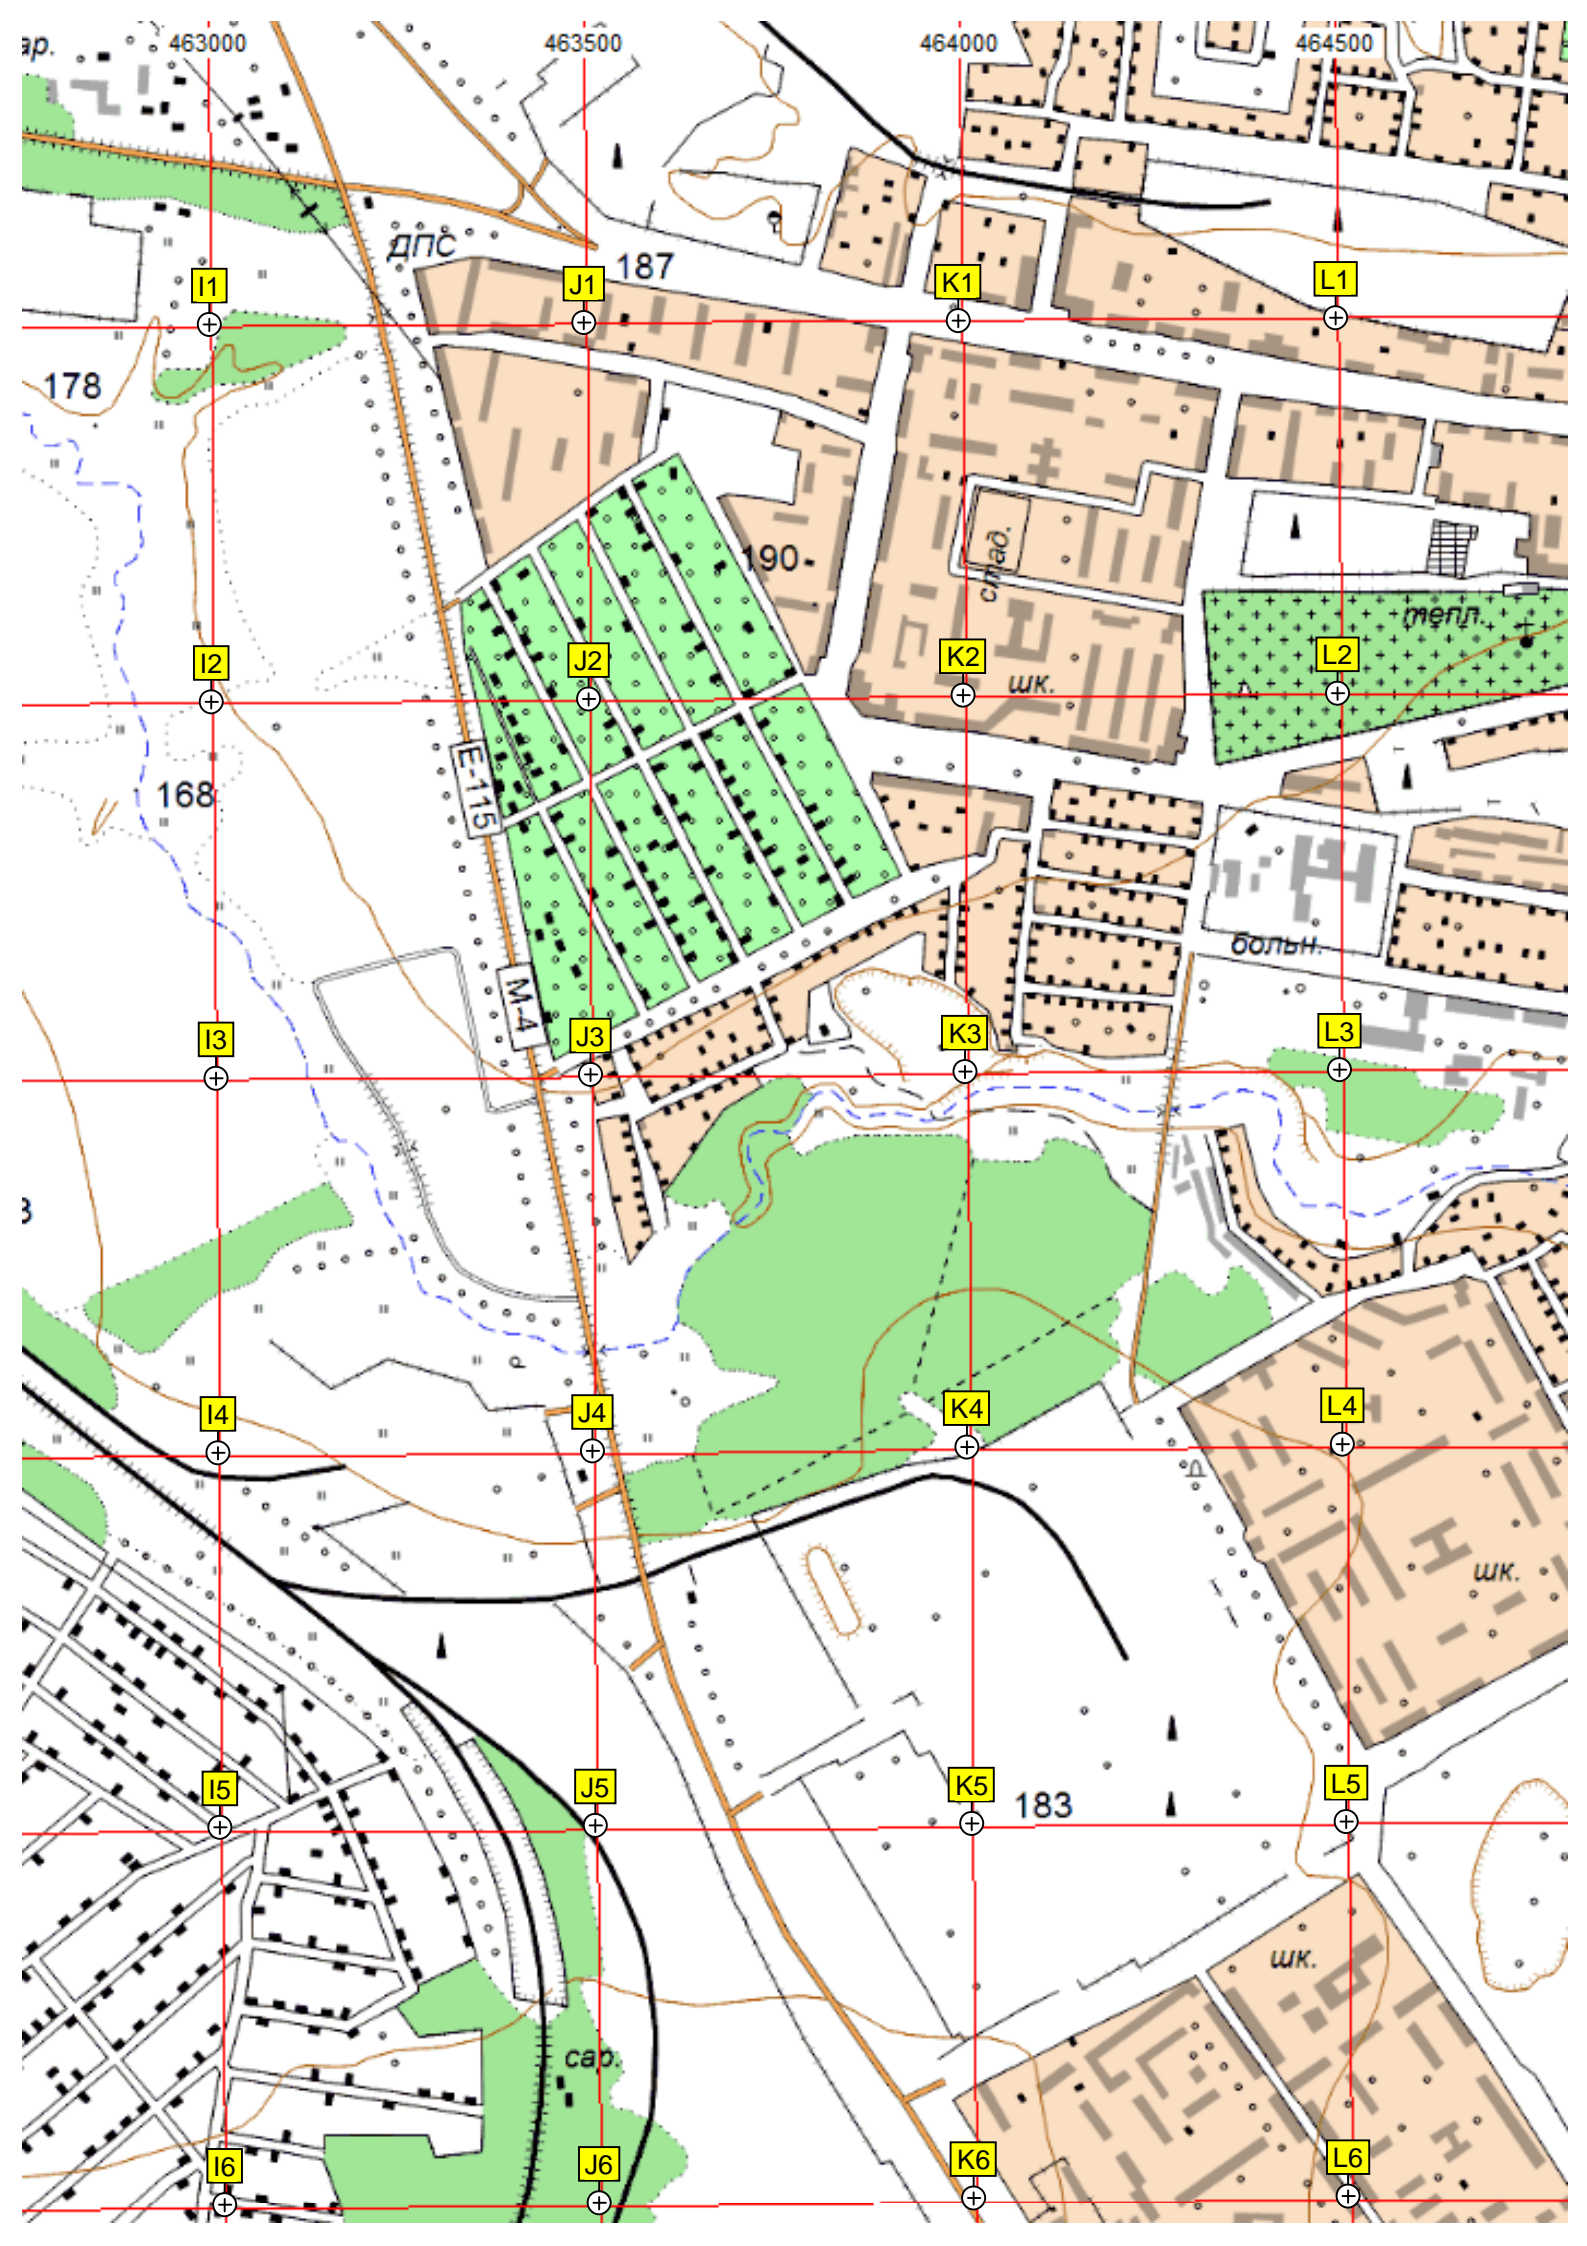 463000 463500 464000 464500
ар.
ДПС
187
I1 J1 K1 L1
178
190
стад.
тепл.
I2 J2 K2 L2
шк.
E-115
168
больн.
М-4
I3 J3 K3 L3
3
I4 J4 K4 L4
шк.
I5 J5 K5 L5
183
шк.
сар.
I6 J6 K6 L6